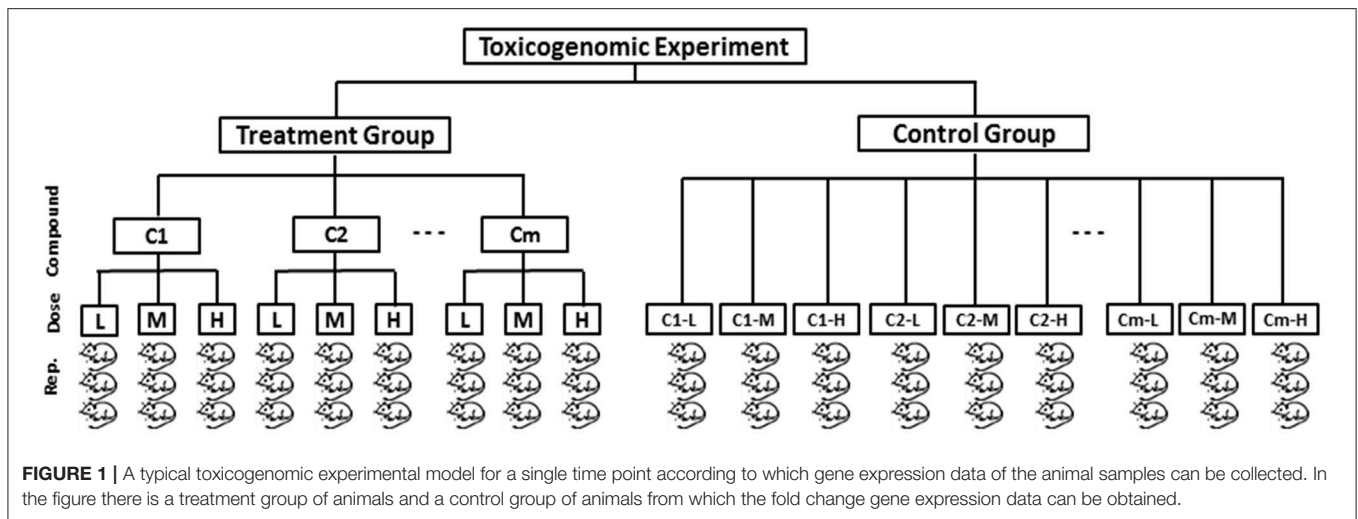 Toxicogenomic Experiment
Treatment Group
Control Group
Compound
C1
C2
---
Cm
---
Dose
L
M
H
L
M
H
L
M
H
C1-L
C1-M
C1-H
C2-L
C2-M
C2-H
Cm-L
Cm-M
Cm-H
Rep.
FIGURE 1 | A typical toxicogenomic experimental model for a single time point according to which gene expression data of the animal samples can be collected. In
the figure there is a treatment group of animals and a control group of animals from which the fold change gene expression data can be obtained.